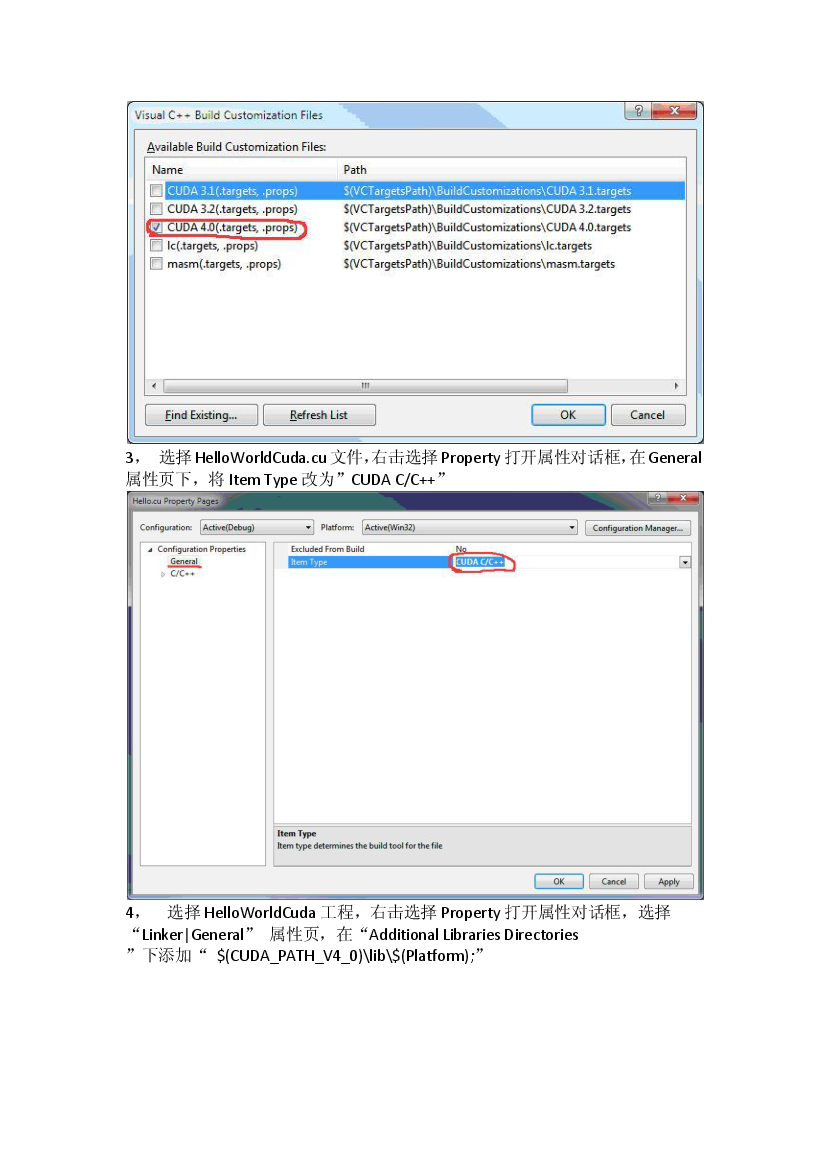 Visual C++ Build Customization Files
Available Build Customization Files:
Name Path
CUDA 3.1(.targets, .props) $(VCTargetsPath)\BuildCustomizations\CUDA 3.1.targets
CUDA 3.2(.targets, .props) $(VCTargetsPath)\BuildCustomizations\CUDA 3.2.targets
CUDA 4.0(.targets, .props) $(VCTargetsPath)\BuildCustomizations\CUDA 4.0.targets
lc(.targets, .props) $(VCTargetsPath)\BuildCustomizations\lc.targets
masm(.targets, .props) $(VCTargetsPath)\BuildCustomizations\masm.targets
Find Existing... Refresh List OK Cancel
3， 选择 HelloWorldCuda.cu 文件，右击选择 Property 打开属性对话框，在 General
属性页下，将 Item Type 改为”CUDA C/C++”
Hello.cu Property Pages
Configuration: Active(Debug) Platform: Active(Win32) Configuration Manager...
Configuration Properties
General
C/C++
Excluded From Build No
Item Type CUDA C/C++
Item Type
Item type determines the build tool for the file
OK Cancel Apply
4， 选择 HelloWorldCuda 工程，右击选择 Property 打开属性对话框，选择
“Linker|General” 属性页，在“Additional Libraries Directories
”下添加“ $(CUDA_PATH_V4_0)\lib\$(Platform);”